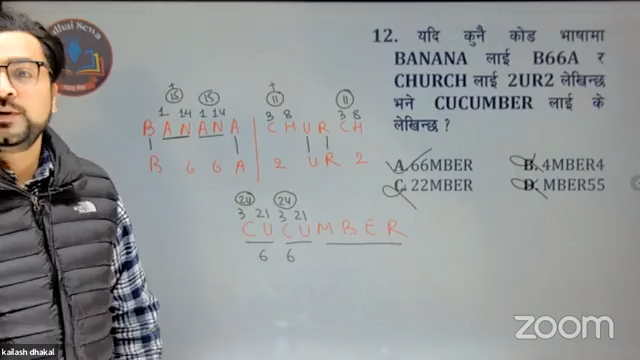 dhai Sewa
12. यदि कुनै कोड भाषामा
BANANA लाई B66A र
CHURCH लाई 2UR2 लेखिन्छ
भने CUCUMBER लाई के
लेखिन्छ ?
A. 66MBER B. 4MBER4
C. 22MBER D. MBER55
+ +
15 15 11 11
1 14 1 14 3 8 3 8
B A N A N A C H U R C H
B 6 6 A 2 U R 2
24 24
3 21 3 21
C U C U M B E R
6 6
kailash dhakal
zoom